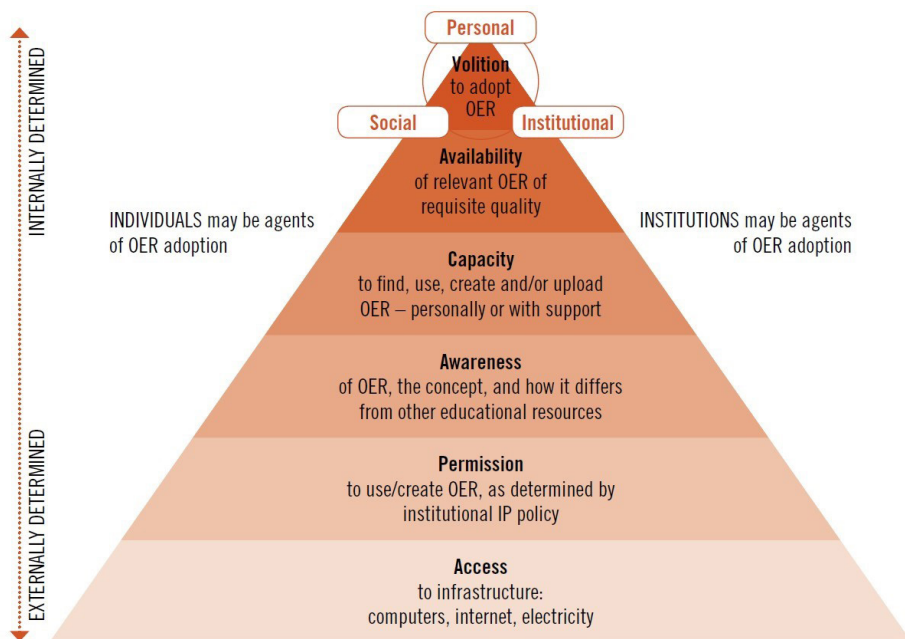 Personal
Volition
to adopt
OER
Social
Institutional
INTERNALLY DETERMINED
Availability
of relevant OER of
requisite quality
INDIVIDUALS may be agents
of OER adoption
INSTITUTIONS may be agents
of OER adoption
Capacity
to find, use, create and/or upload
OER – personally or with support
Awareness
of OER, the concept, and how it differs
from other educational resources
EXTERNALLY DETERMINED
Permission
to use/create OER, as determined by
institutional IP policy
Access
to infrastructure:
computers, internet, electricity